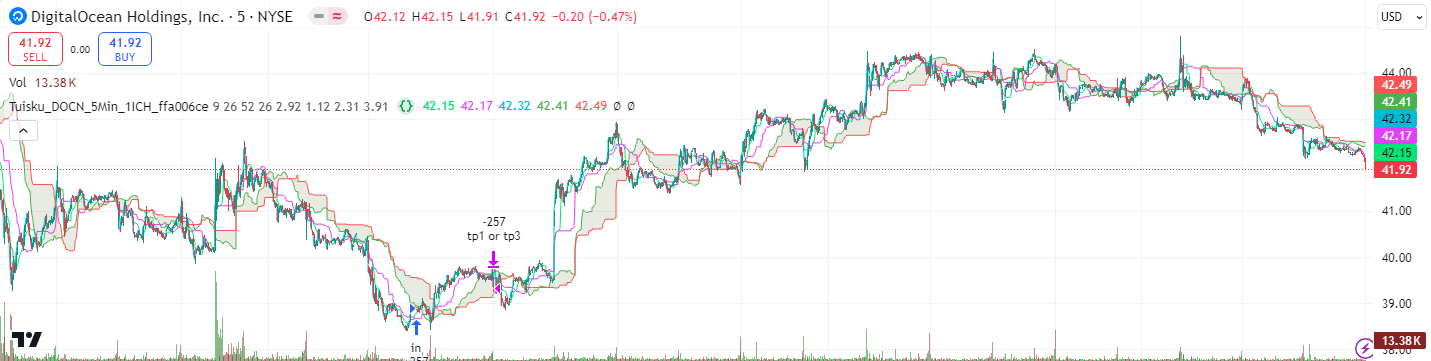 DigitalOcean Holdings, Inc. · 5 · NYSE O42.12 H42.15 L41.91 C41.92 −0.20 (−0.47%)
USD
41.92 SELL
0.00
41.92 BUY
Vol 13.38K
Tuisku_DOCN_5Min_1ICH_ffa006ce 9 26 52 26 2.92 1.12 2.31 3.91 42.15 42.17 42.32 42.41 42.49 Ø Ø
44.00
42.49
42.41
42.32
42.17
42.15
41.92
41.00
-257
tp1 or tp3
40.00
39.00
in
257
13.38K
38.00